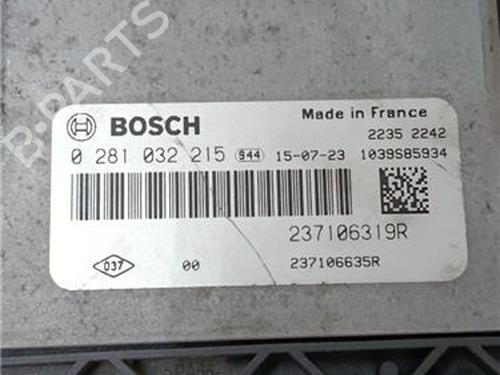 B-PARTS
BOSCH
Made in France
2235 2242
0 281 032 215 S44 15-07-23 1039S85934
237106319R
037 00 237106635R